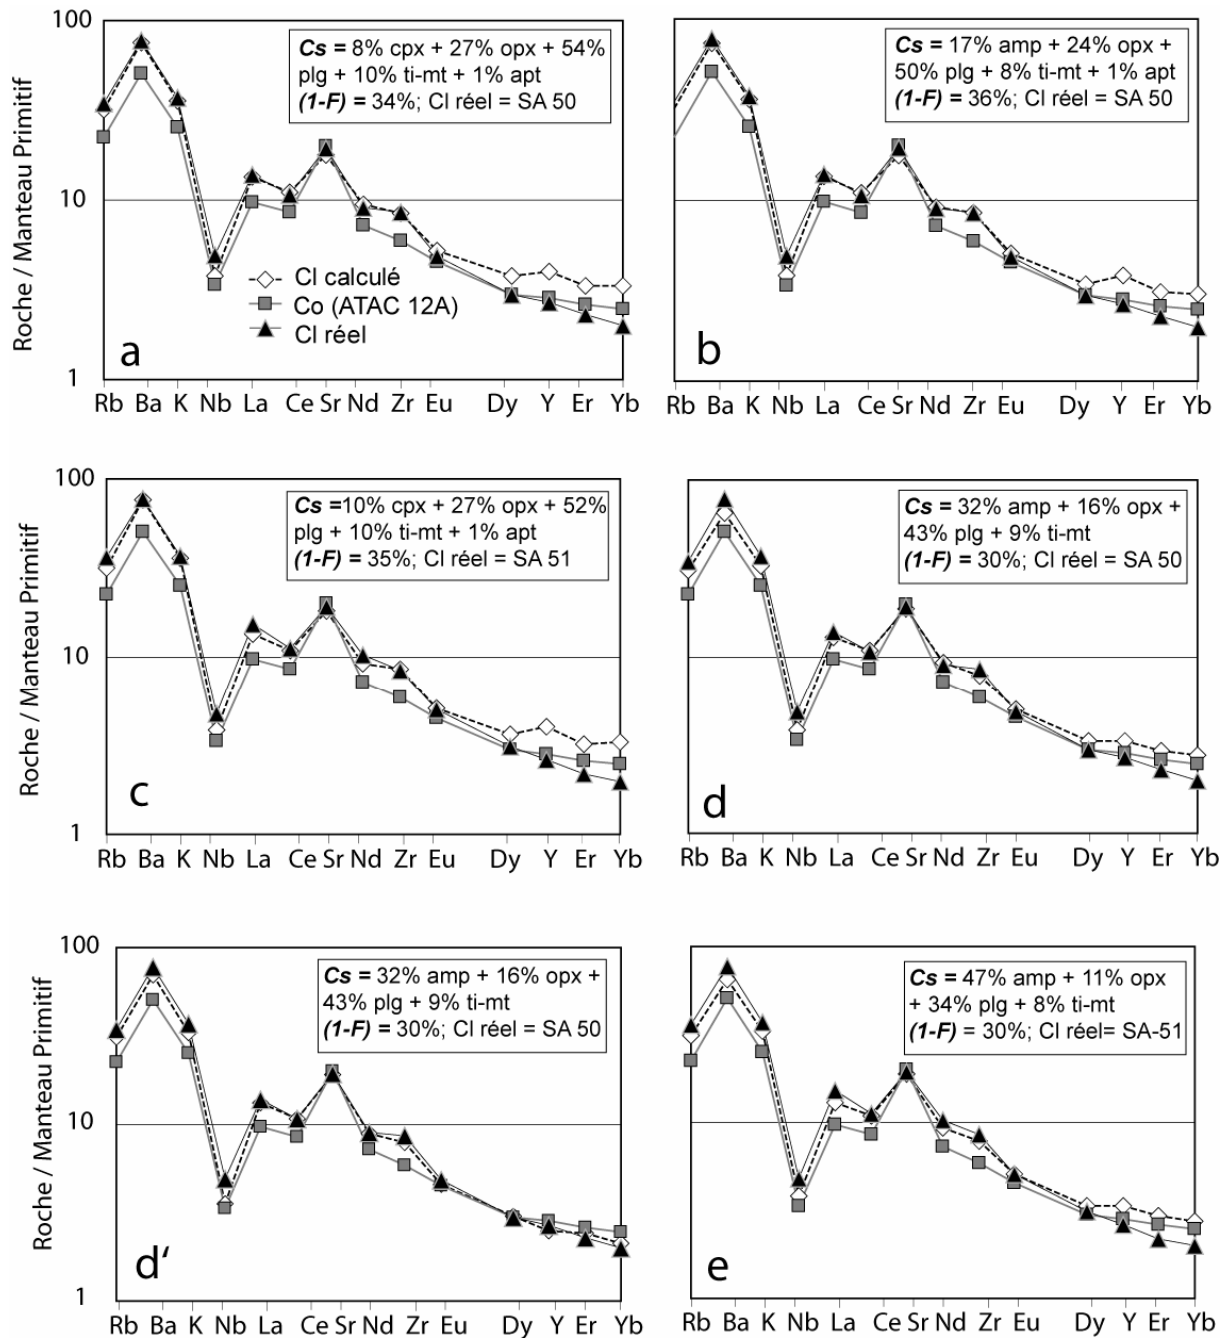 Roche / Manteau Primitif
100
10
1
Cs = 8% cpx + 27% opx + 54%
plg + 10% ti-mt + 1% apt
(1-F) = 34%; Cl réel = SA 50
Cl calculé
Co (ATAC 12A)
Cl réel
a
Rb Ba K Nb La Ce Sr Nd Zr Eu Dy Y Er Yb
Cs = 17% amp + 24% opx +
50% plg + 8% ti-mt + 1% apt
(1-F) = 36%; Cl réel = SA 50
b
Rb Ba K Nb La Ce Sr Nd Zr Eu Dy Y Er Yb
Roche / Manteau Primitif
100
10
1
Cs =10% cpx + 27% opx + 52%
plg + 10% ti-mt + 1% apt
(1-F) = 35%; Cl réel = SA 51
c
Rb Ba K Nb La Ce Sr Nd Zr Eu Dy Y Er Yb
Cs = 32% amp + 16% opx +
43% plg + 9% ti-mt
(1-F) = 30%; Cl réel = SA 50
d
Rb Ba K Nb La Ce Sr Nd Zr Eu Dy Y Er Yb
Roche / Manteau Primitif
100
10
1
Cs = 32% amp + 16% opx +
43% plg + 9% ti-mt
(1-F) = 30%; Cl réel = SA 50
d‘
Rb Ba K Nb La Ce Sr Nd Zr Eu Dy Y Er Yb
Cs = 47% amp + 11% opx
+ 34% plg + 8% ti-mt
(1-F) = 30%; Cl réel= SA-51
e
Rb Ba K Nb La Ce Sr Nd Zr Eu Dy Y Er Yb